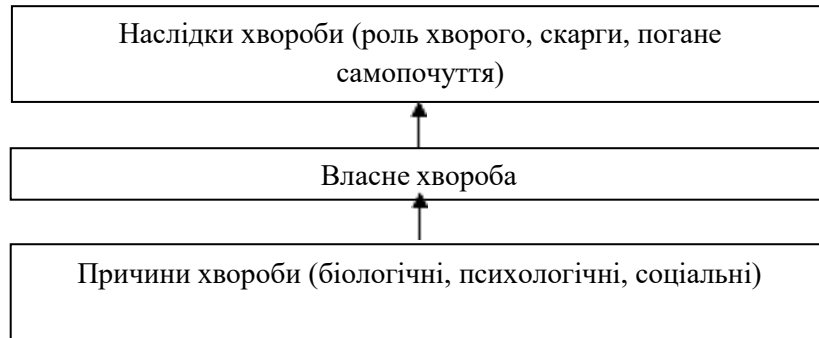 Наслідки хвороби (роль хворого, скарги, погане
самопочуття)
Власне хвороба
Причини хвороби (біологічні, психологічні, соціальні)